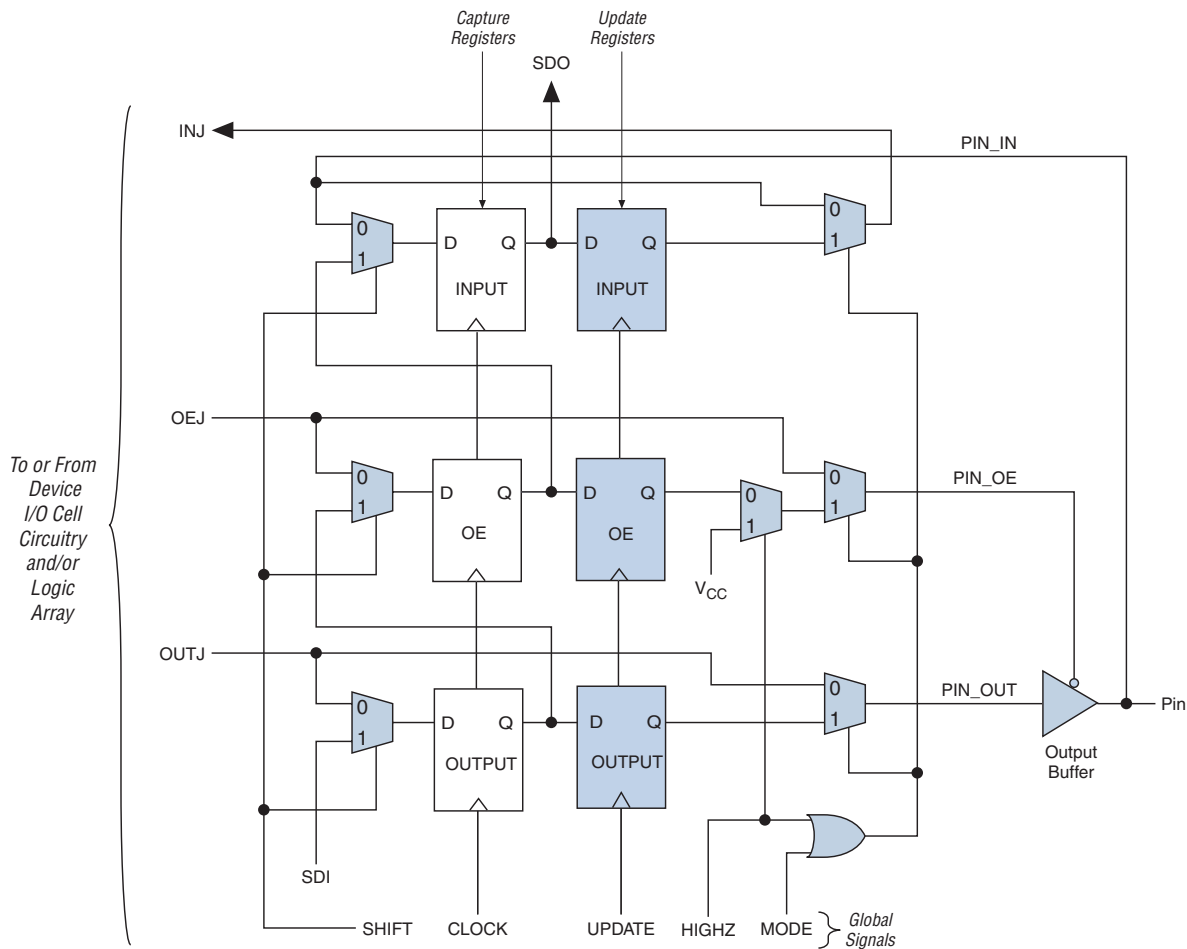 Capture
Registers
Update
Registers
SDO
INJ
PIN_IN
0
1
D Q
INPUT
D Q
INPUT
0
1
OEJ
To or From
Device
I/O Cell
Circuitry
and/or
Logic
Array
0
1
D Q
OE
D Q
OE
0
1
VCC
0
1
PIN_OE
OUTJ
0
1
D Q
OUTPUT
D Q
OUTPUT
0
1
PIN_OUT
Pin
Output
Buffer
SDI
SHIFT
CLOCK
UPDATE
HIGHZ
MODE
Global
Signals